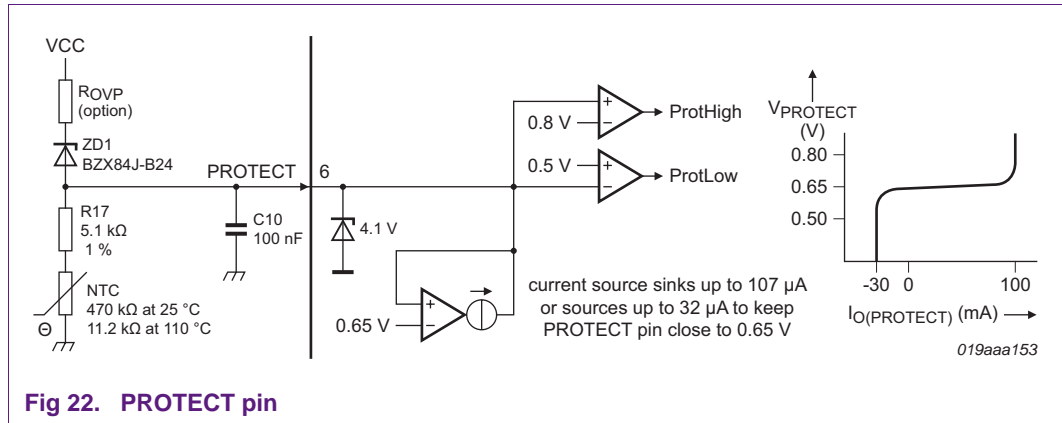 VCC
ROVP
(option)
ZD1
BZX84J-B24
PROTECT
6
R17
5.1 kΩ
1 %
C10
100 nF
4.1 V
NTC
470 kΩ at 25 °C
11.2 kΩ at 110 °C
Θ
+
0.8 V
−
ProtHigh
0.5 V
+
−
ProtLow
+
0.65 V
−
current source sinks up to 107 μA
or sources up to 32 μA to keep
PROTECT pin close to 0.65 V
VPROTECT
(V)
0.80
0.65
0.50
-30
0
100
IO(PROTECT) (mA)
019aaa153
Fig 22. PROTECT pin